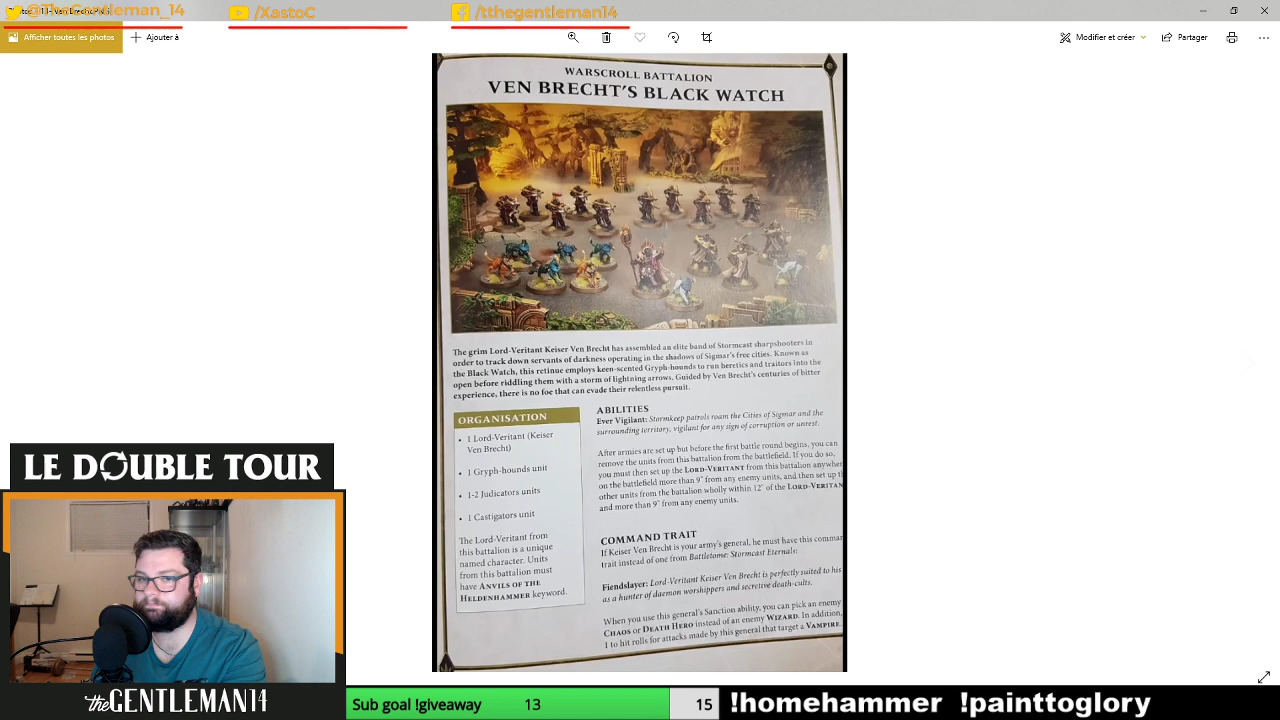 @TheGentleman_14
/XastoC
/tthegentleman14
Afficher toutes les photos
Ajouter à
Modifier et créer
Partager
WARSCROLL BATTALION
VEN BRECHT'S BLACK WATCH
The grim Lord-Veritant Keiser Ven Brecht has assembled an elite band of Stormcast sharpshooters in
order to track down servants of darkness operating in the shadows of Sigmar's free cities. Known as
the Black Watch, this retinue employs keen-scented Gryph-hounds to run heretics and traitors into the
open before riddling them with a storm of lightning arrows. Guided by Ven Brecht's centuries of bitter
experience, there is no foe that can evade their relentless pursuit.
ORGANISATION
• 1 Lord-Veritant (Keiser
Ven Brecht)
• 1 Gryph-hounds unit
• 1-2 Judicators units
• 1 Castigators unit
The Lord-Veritant from
this battalion is a unique
named character. Units
from this battalion must
have ANVILS OF THE
HELDENHAMMER keyword.
ABILITIES
Ever Vigilant: Stormkeep patrols roam the Cities of Sigmar and the
surrounding territory, vigilant for any sign of corruption or unrest.
After armies are set up but before the first battle round begins, you can
remove the units from this battalion from the battlefield. If you do so,
you must then set up the LORD-VERITANT from this battalion anywher
on the battlefield more than 9" from any enemy units, and then set up th
other units from the battalion wholly within 12" of the LORD-VERITAN
and more than 9" from any enemy units.
COMMAND TRAIT
If Keiser Ven Brecht is your army's general, he must have this comman
trait instead of one from Battletome: Stormcast Eternals:
Fiendslayer: Lord-Veritant Keiser Ven Brecht is perfectly suited to his
as a hunter of daemon worshippers and secretive death-cults.
When you use this general's Sanction ability, you can pick an enemy
CHAOS or DEATH HERO instead of an enemy WIZARD. In addition,
1 to hit rolls for attacks made by this general that target a VAMPIRE
LE DOUBLE TOUR
theGENTLEMAN14
Sub goal !giveaway 13 15 !homehammer !painttoglory